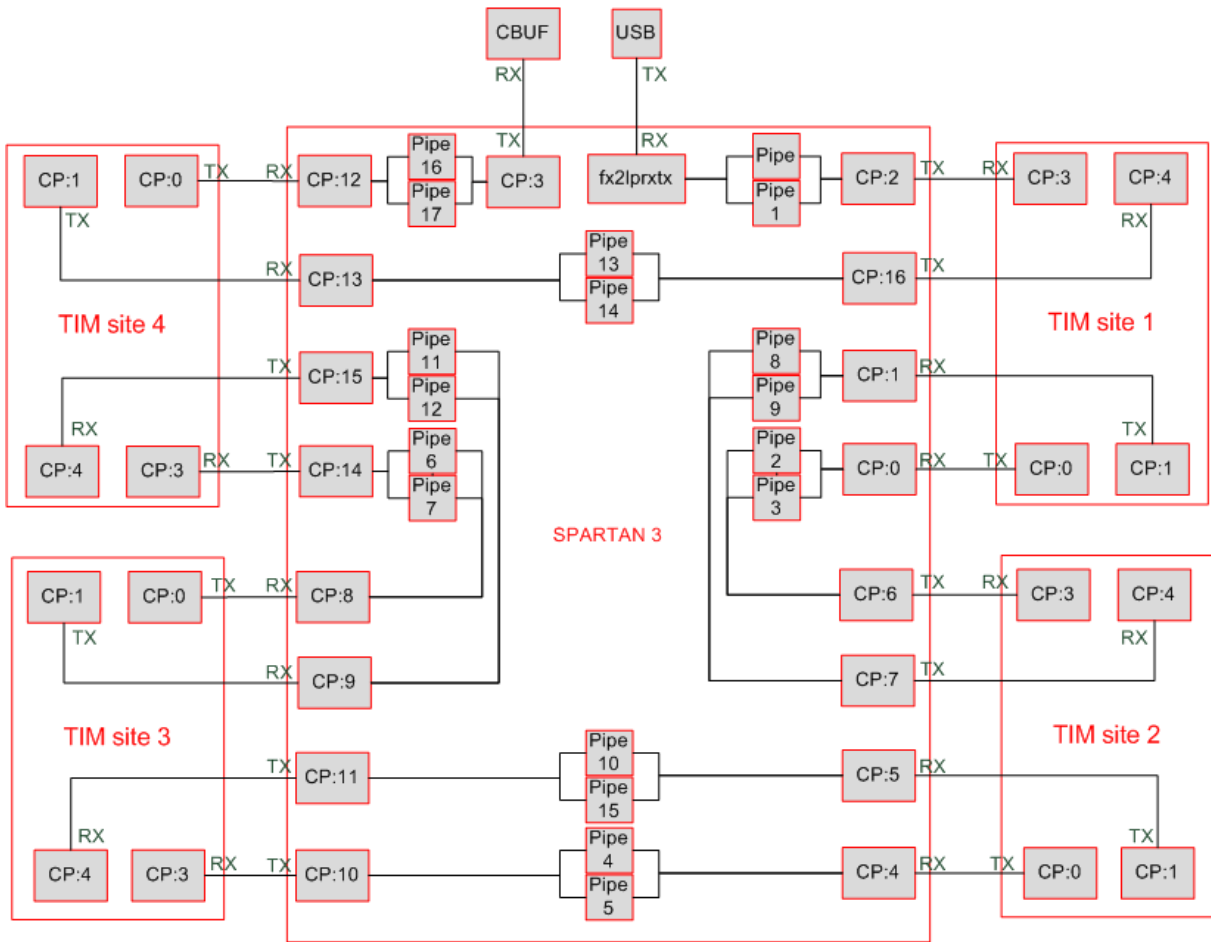 CBUF
USB
RX
TX
TX
RX
Pipe
16
Pipe
17
CP:3
fx2lprxtx
Pipe
Pipe
1
CP:1
CP:0
TX
RX
CP:12
CP:2
TX
RX
CP:3
CP:4
TX
RX
RX
CP:13
Pipe
13
Pipe
14
CP:16
TX
TIM site 4
TIM site 1
TX
CP:15
Pipe
11
Pipe
12
Pipe
8
Pipe
9
CP:1
RX
RX
TX
CP:4
CP:3
RX
TX
CP:14
Pipe
6
Pipe
7
Pipe
2
Pipe
3
CP:0
RX
TX
CP:0
CP:1
SPARTAN 3
CP:1
CP:0
TX
RX
CP:8
CP:6
TX
RX
CP:3
CP:4
TX
RX
RX
CP:9
CP:7
TX
TIM site 3
TIM site 2
TX
CP:11
Pipe
10
Pipe
15
CP:5
RX
RX
TX
CP:4
CP:3
RX
TX
CP:10
Pipe
4
Pipe
5
CP:4
RX
TX
CP:0
CP:1